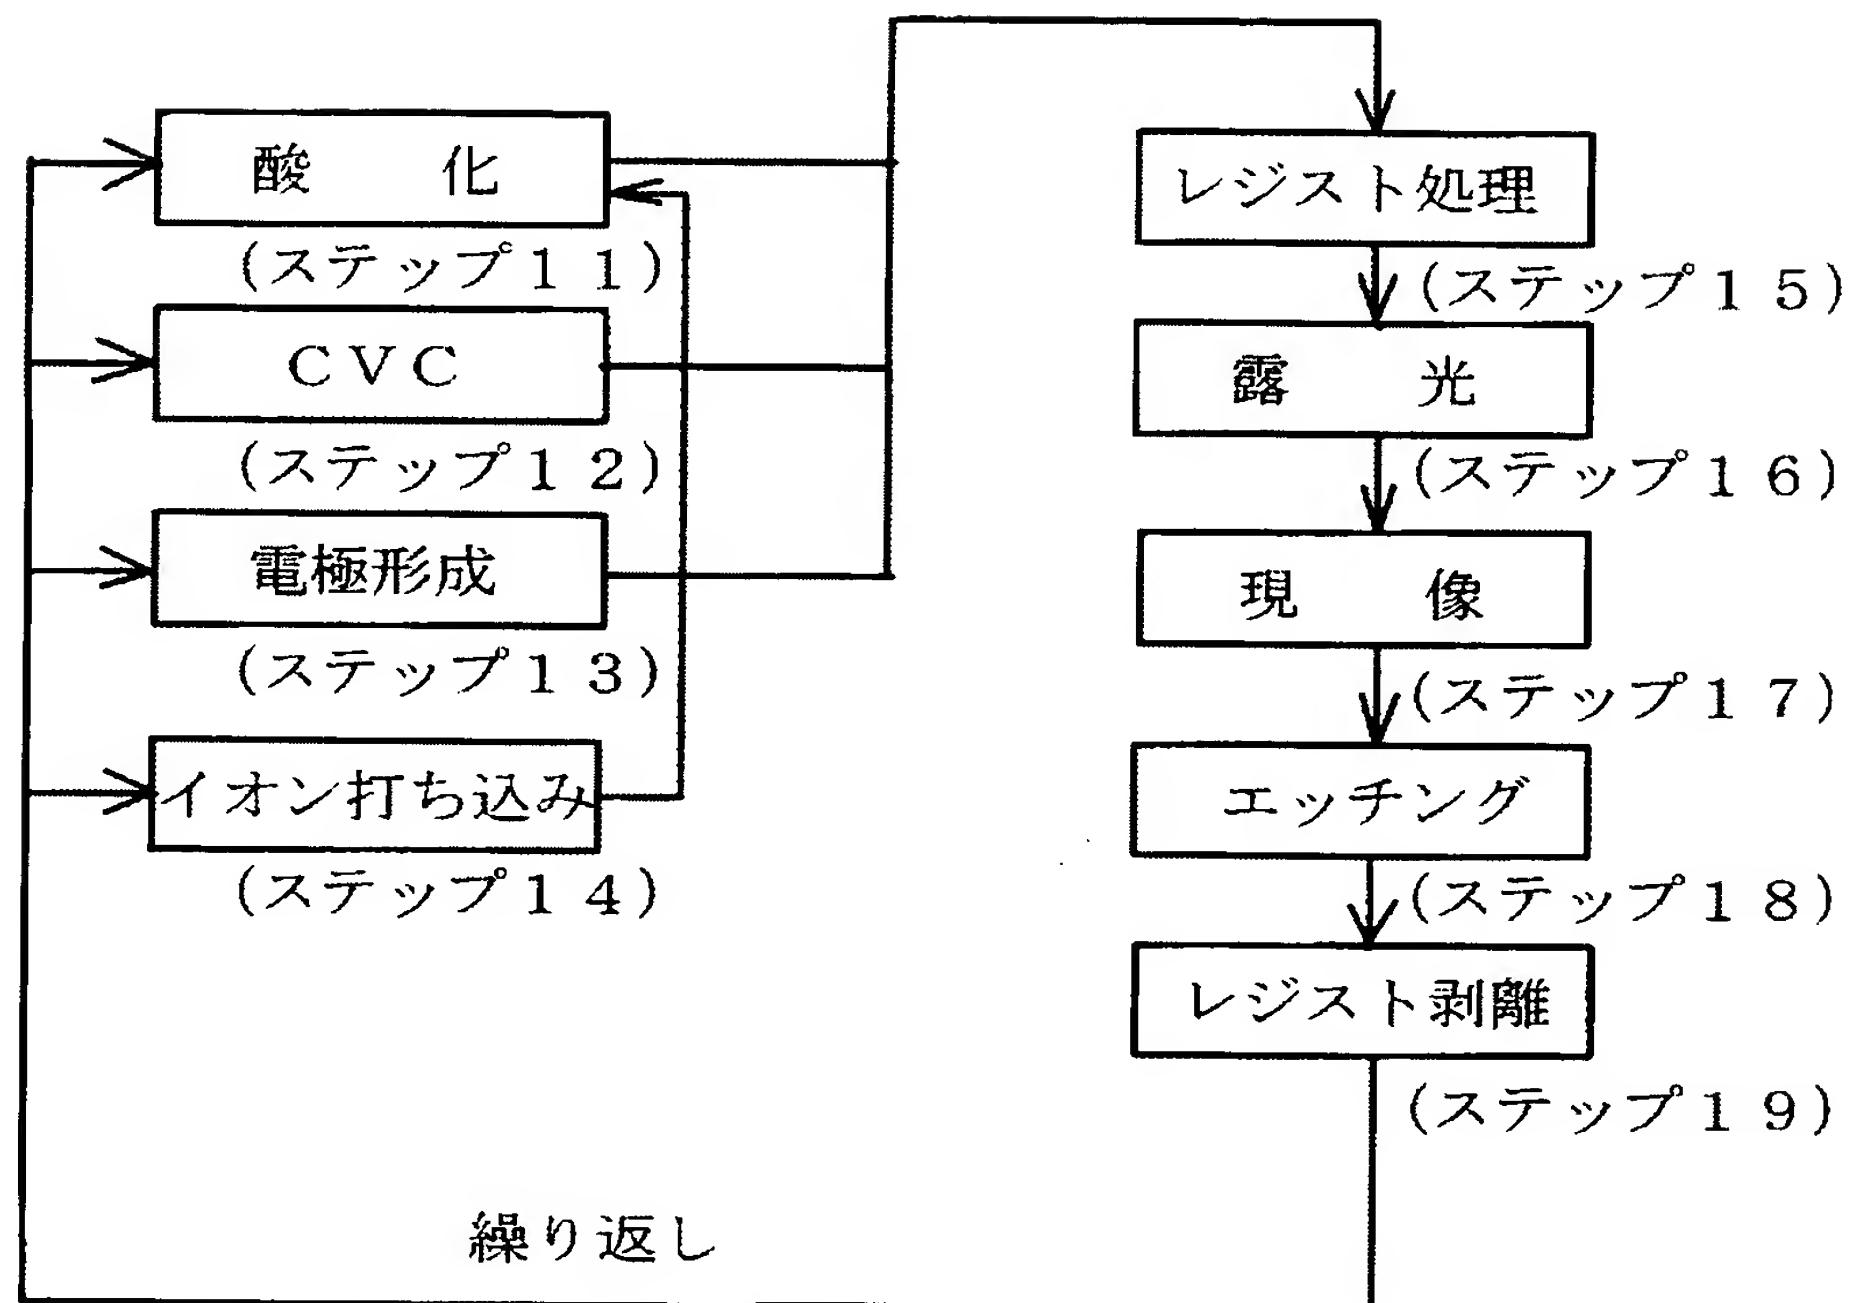 酸　化
(ステップ１１)
ＣＶＣ
(ステップ１２)
電極形成
(ステップ１３)
イオン打ち込み
(ステップ１４)
レジスト処理
(ステップ１５)
露　光
(ステップ１６)
現　像
(ステップ１７)
エッチング
(ステップ１８)
レジスト剥離
(ステップ１９)
繰り返し